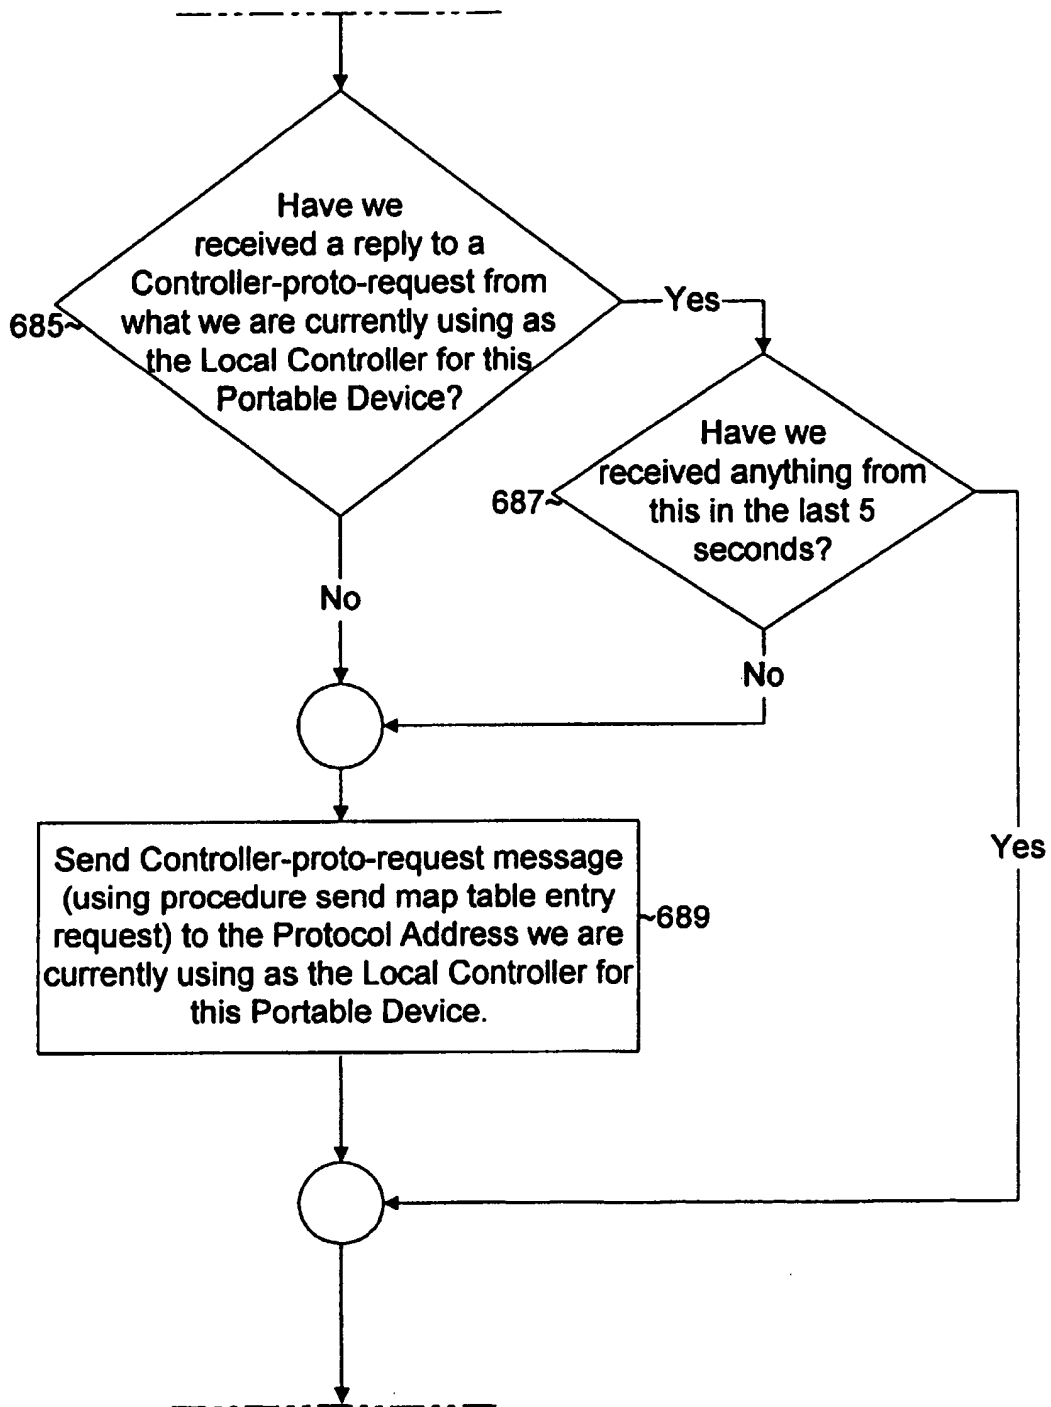 Have we
received a reply to a
Controller-proto-request from
what we are currently using as
the Local Controller for this
Portable Device?
685~
Yes
Have we
received anything from
this in the last 5
seconds?
687~
No
No
Yes
Send Controller-proto-request message
(using procedure send map table entry
request) to the Protocol Address we are
currently using as the Local Controller for
this Portable Device.
~689